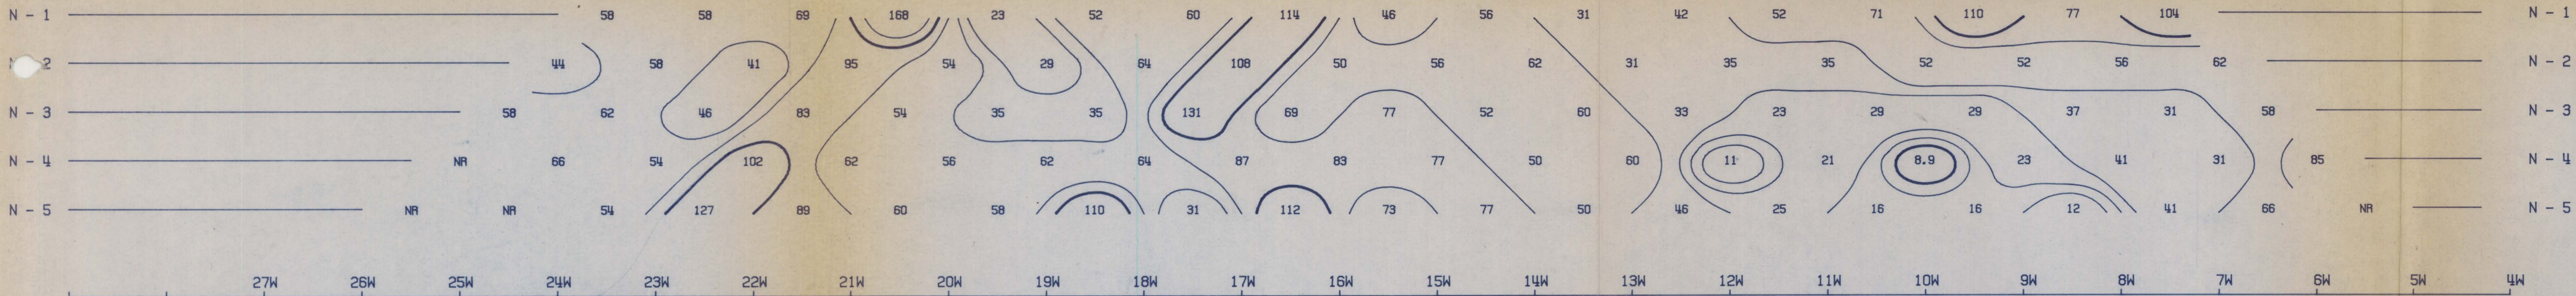 N - 1 58 58 69 168 23 52 60 114 46 56 31 42 52 71 110 77 104 N - 1
2 44 58 41 95 54 29 64 108 50 56 62 31 35 35 52 52 56 62 N - 2
N - 3 58 62 46 83 54 35 35 131 69 77 52 60 33 23 29 29 37 31 58 N - 3
N - 4 NR 66 54 102 62 56 62 64 87 83 77 50 60 11 21 8.9 23 41 31 85 N - 4
N - 5 NR NR 54 127 89 60 58 110 31 112 73 77 50 46 25 16 16 12 41 66 NR N - 5
27W 26W 25W 24W 23W 22W 21W 20W 19W 18W 17W 16W 15W 14W 13W 12W 11W 10W 9W 8W 7W 6W 5W 4W